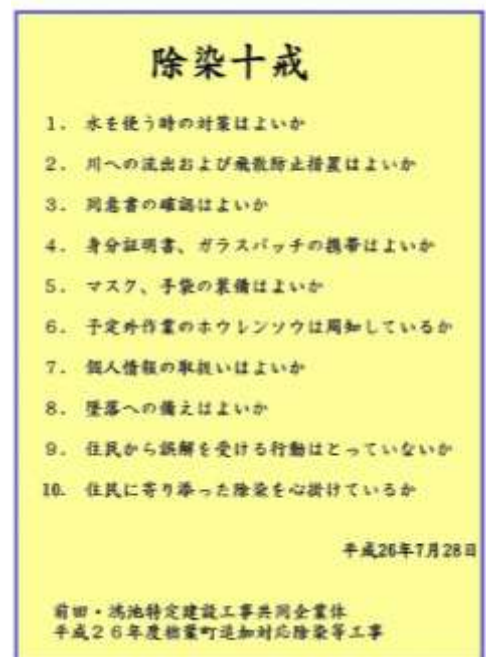 除染十戒
1. 水を使う時の対策はよいか
2. 川への流出および飛散防止措置はよいか
3. 同意書の確認はよいか
4. 身分証明書、ガラスバッチの携帯はよいか
5. マスク、手袋の装備はよいか
6. 予定外作業のホウレンソウは周知しているか
7. 個人情報の取扱いはよいか
8. 墜落への備えはよいか
9. 住民から誤解を受ける行動はとっていないか
10. 住民に寄り添った除染を心掛けているか
平成26年7月28日
前田・鴻池特定建設工事共同企業体
平成26年度楢葉町追加対応除染等工事